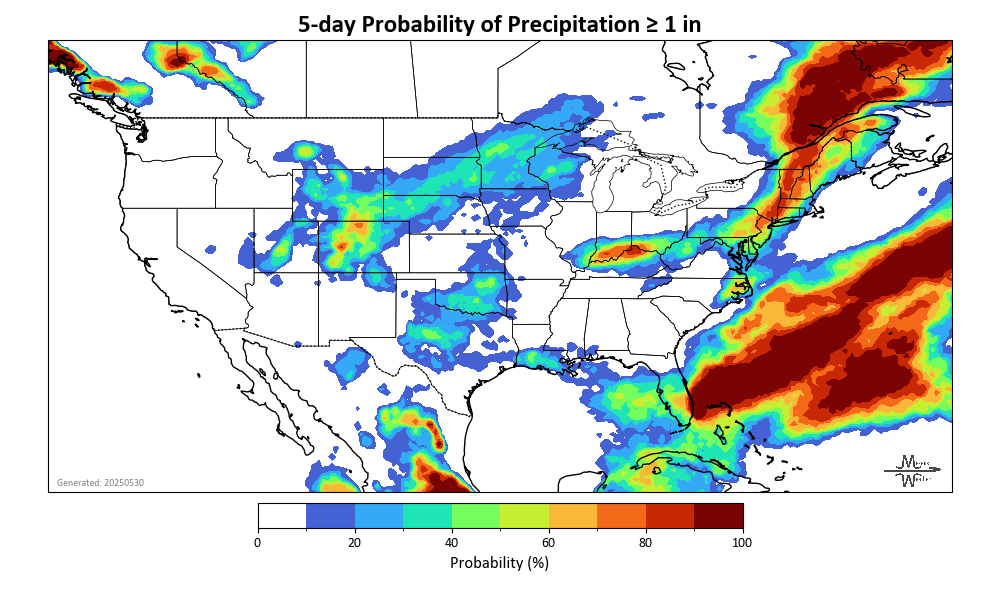 5-day Probability of Precipitation ≥ 1 in
Generated: 20250530
0 20 40 60 80 100
Probability (%)